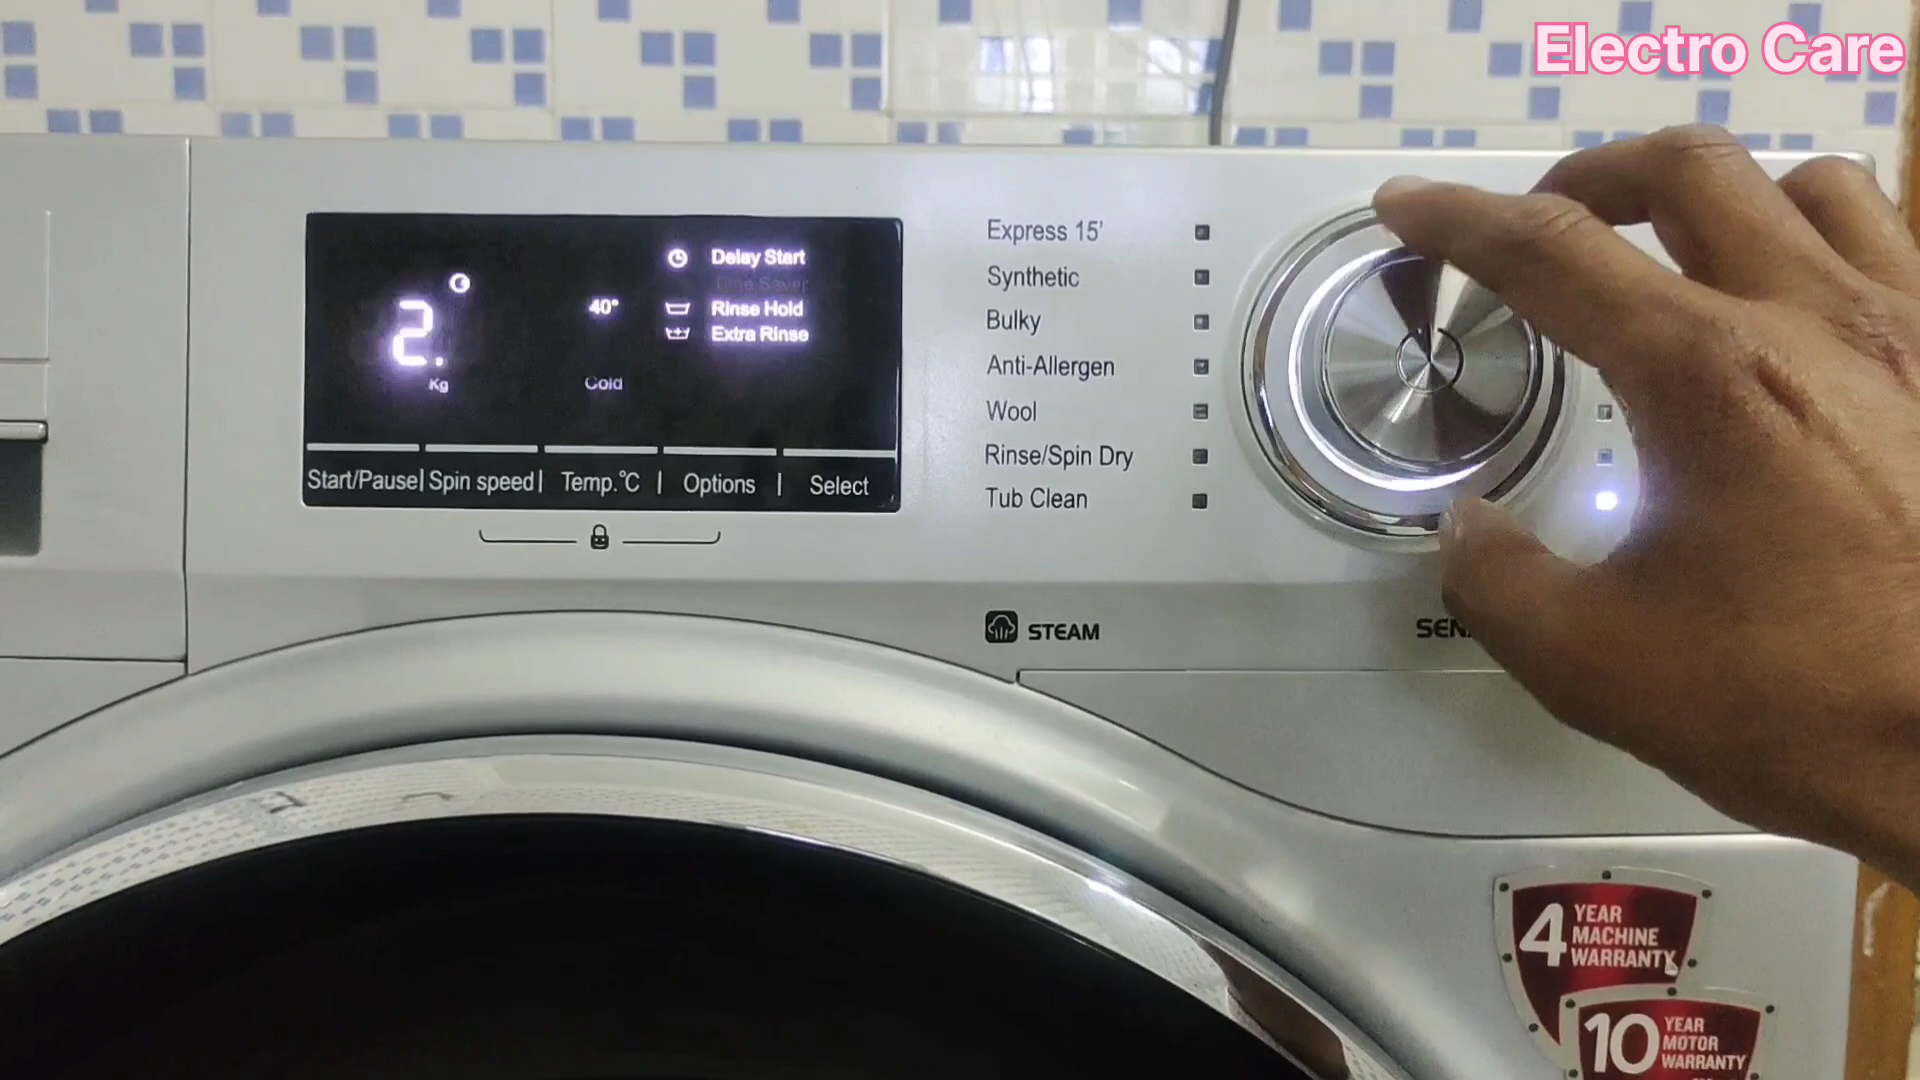 Electro Care
Delay Start
Time Saver
Rinse Hold
Extra Rinse
2.
Kg
40°
Cold
Start/Pause| Spin speed| Temp.°C | Options | Select
Express 15'
Synthetic
Bulky
Anti-Allergen
Wool
Rinse/Spin Dry
Tub Clean
STEAM
4 YEAR
MACHINE
WARRANTY
10 YEAR
MOTOR
WARRANTY